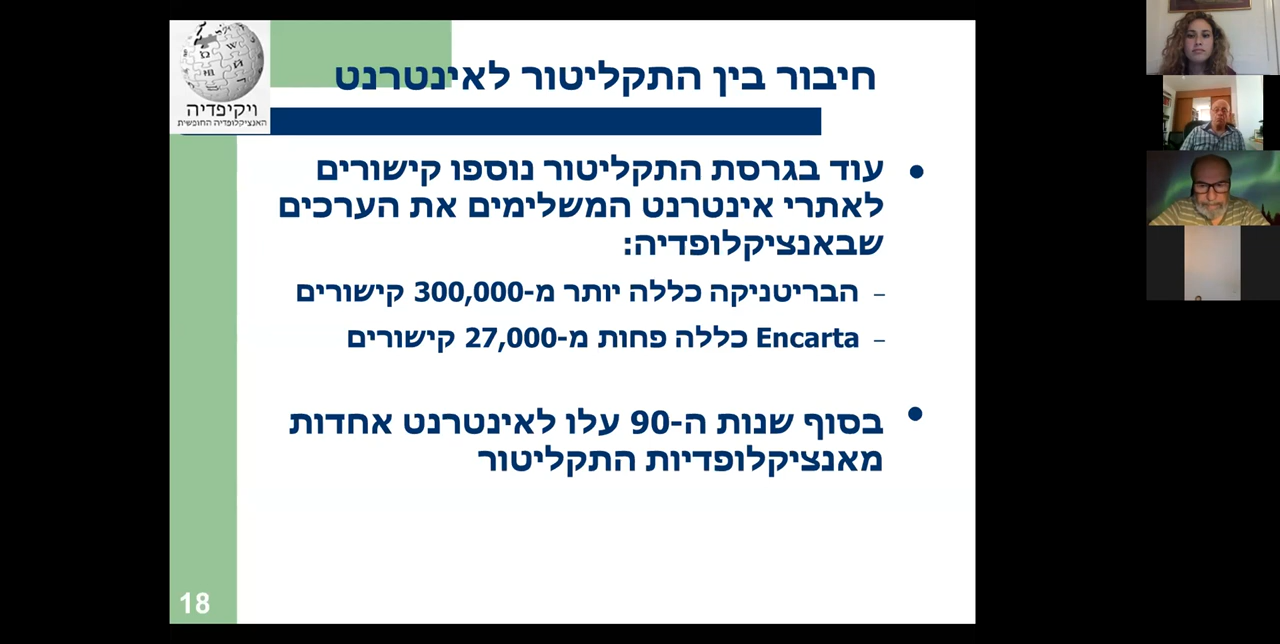 ויקיפדיה
האנציקלופדיה החופשית
חיבור בין התקליטור לאינטרנט
• עוד בגרסת התקליטור נוספו קישורים
לאתרי אינטרנט המשלימים את הערכים
שבאנציקלופדיה:
– הבריטניקה כללה יותר מ-300,000 קישורים
– Encarta כללה פחות מ-27,000 קישורים
• בסוף שנות ה-90 עלו לאינטרנט אחדות
מאנציקלופדיות התקליטור
18